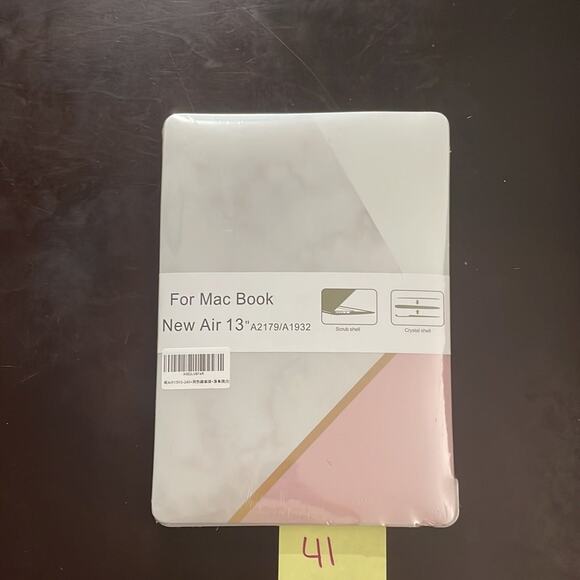 For Mac Book
New Air 13" A2179/A1932
Scrub shell
Crystal shell
41